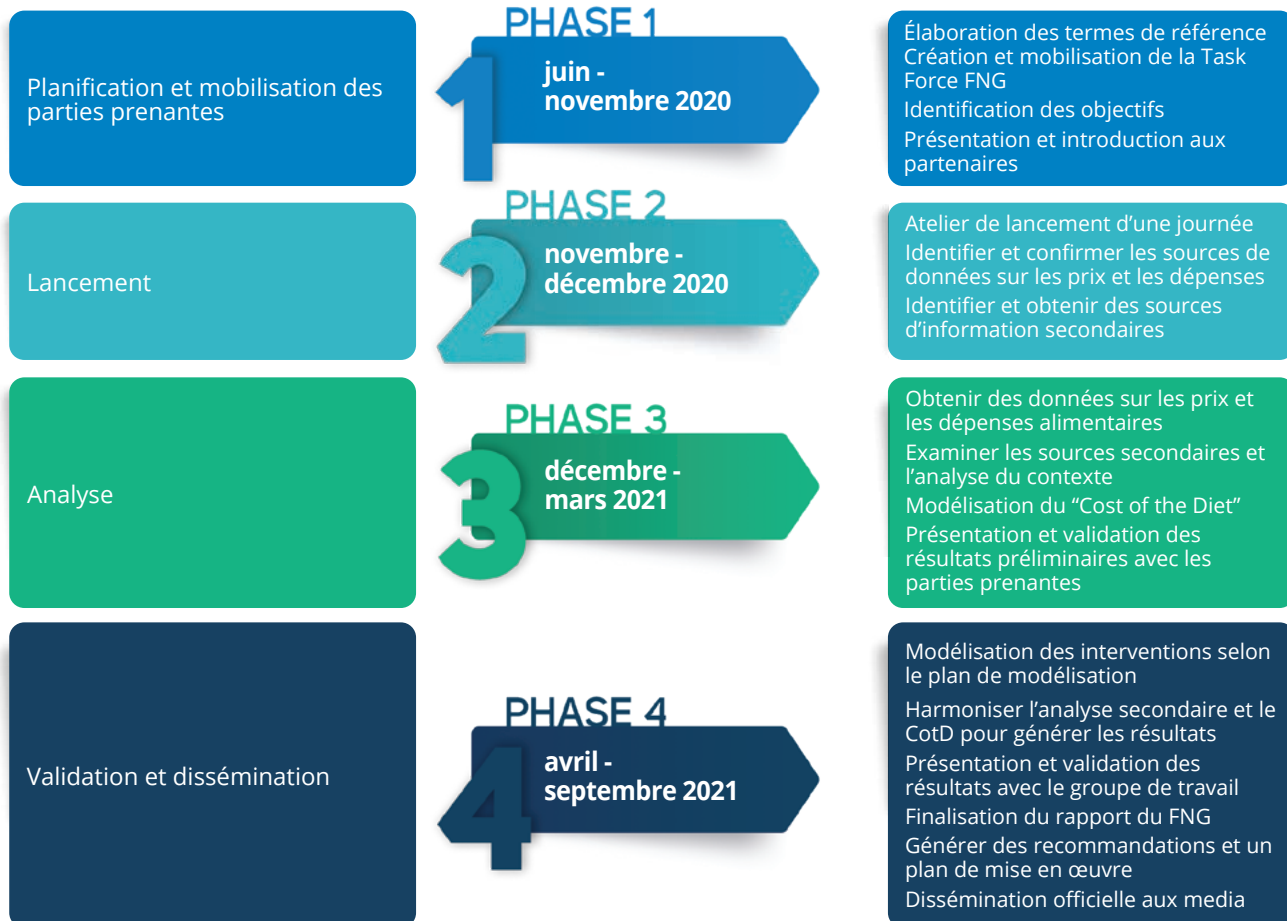 Planification et mobilisation des
parties prenantes
PHASE 1
1
juin -
novembre 2020
Élaboration des termes de référence
Création et mobilisation de la Task
Force FNG
Identification des objectifs
Présentation et introduction aux
partenaires
Lancement
PHASE 2
2
novembre -
décembre 2020
Atelier de lancement d’une journée
Identifier et confirmer les sources de
données sur les prix et les dépenses
Identifier et obtenir des sources
d'information secondaires
Analyse
PHASE 3
3
décembre -
mars 2021
Obtenir des données sur les prix et
les dépenses alimentaires
Examiner les sources secondaires et
l’analyse du contexte
Modélisation du “Cost of the Diet”
Présentation et validation des
résultats préliminaires avec les
parties prenantes
Validation et dissémination
PHASE 4
4
avril -
septembre 2021
Modélisation des interventions selon
le plan de modélisation
Harmoniser l’analyse secondaire et le
CotD pour générer les résultats
Présentation et validation des
résultats avec le groupe de travail
Finalisation du rapport du FNG
Générer des recommandations et un
plan de mise en œuvre
Dissémination officielle aux media